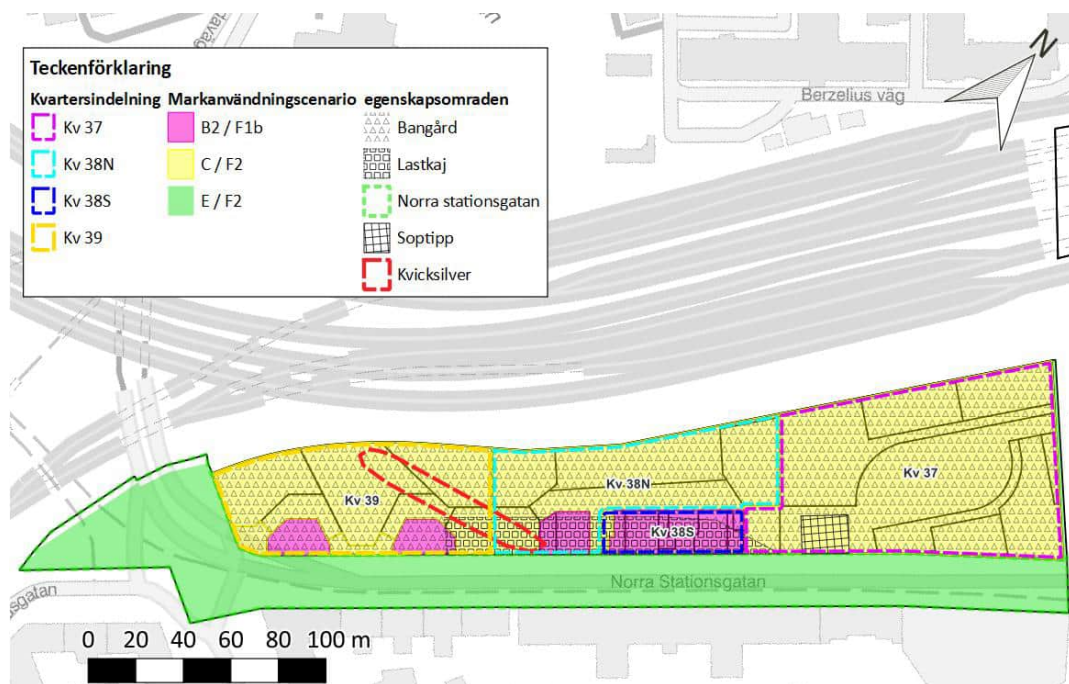 Teckenförklaring
Kvartersindelning Markanvändningscenario egenskapsområden
Kv 37 B2 / F1b Bangård
Kv 38N C / F2 Lastkaj
Kv 38S E / F2 Norra stationsgatan
Kv 39 Soptipp
Kvicksilver
N
Berzelius väg
Kv 37
Kv 38N
Kv 39
Kv 38S
Norra Stationsgatan
sgatan
0 20 40 60 80 100 m